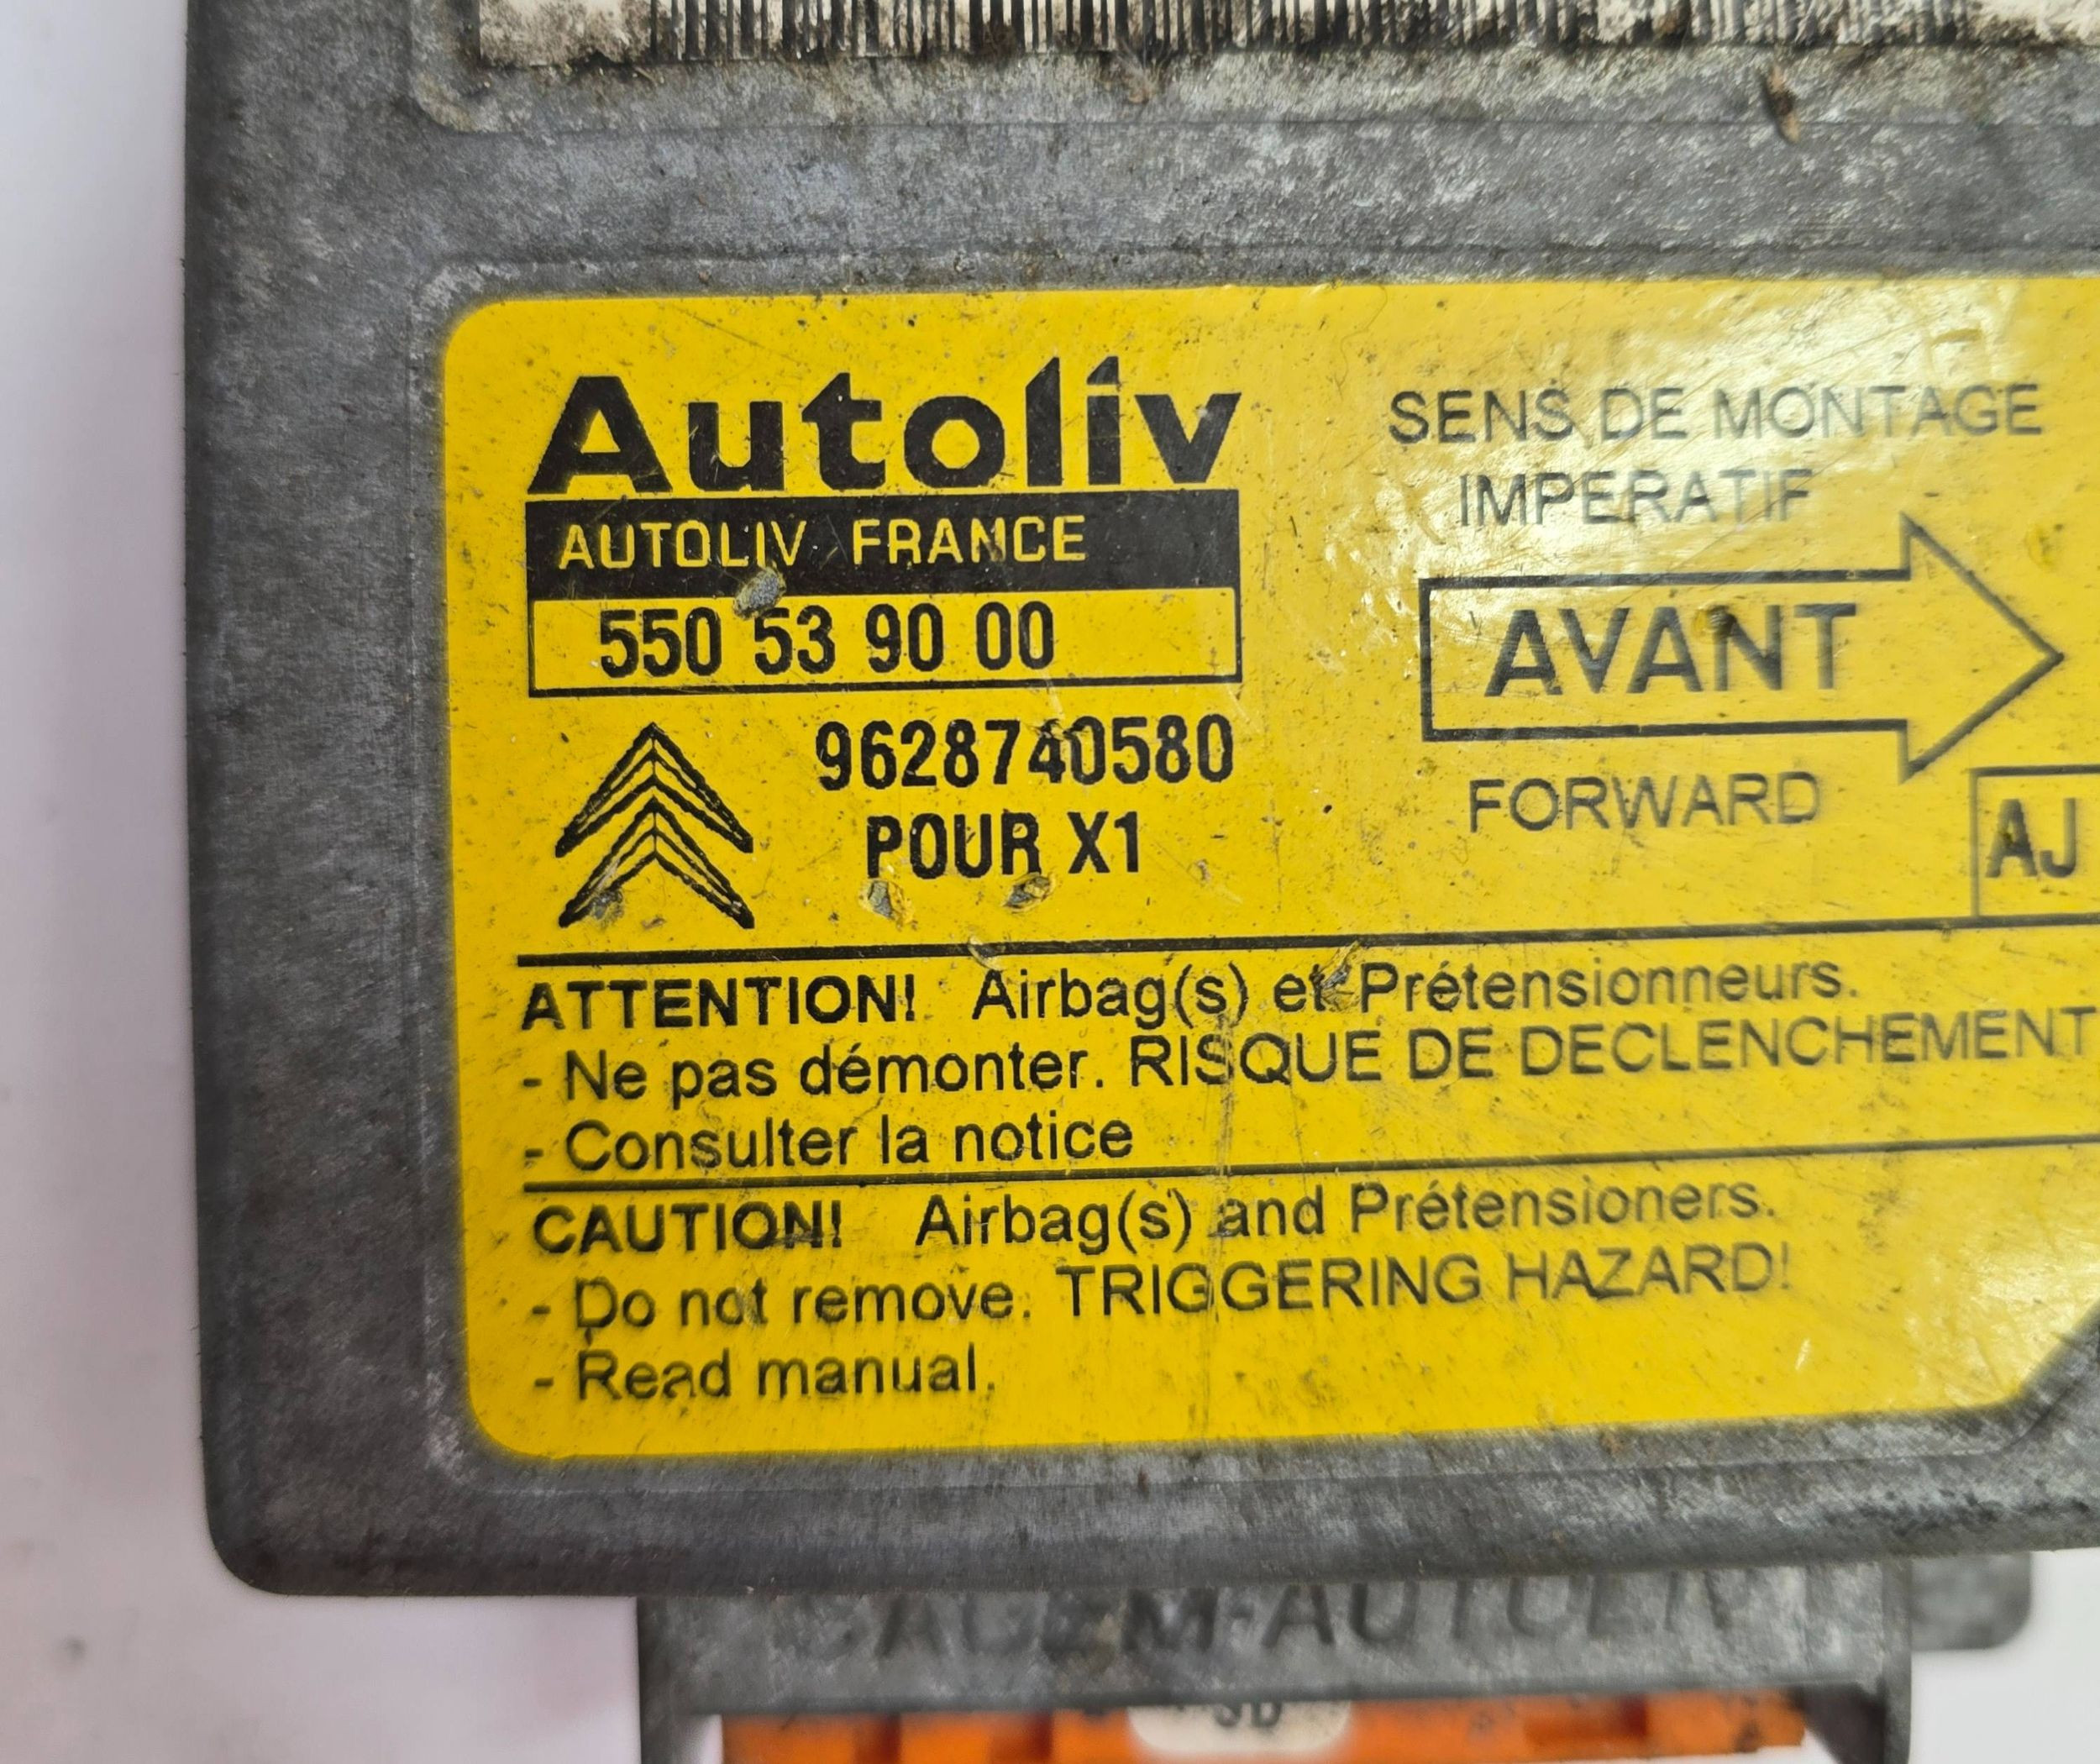 Autoliv
AUTOLIV FRANCE
550 53 90 00
9628740580
POUR X1
SENS DE MONTAGE
IMPERATIF
AVANT
FORWARD
AJ
ATTENTION! Airbag(s) et Prétensionneurs.
- Ne pas démonter. RISQUE DE DECLENCHEMENT
- Consulter la notice
CAUTION! Airbag(s) and Prétensioners.
- Do not remove. TRIGGERING HAZARD!
- Read manual.
SAGEM-AUTOLIV